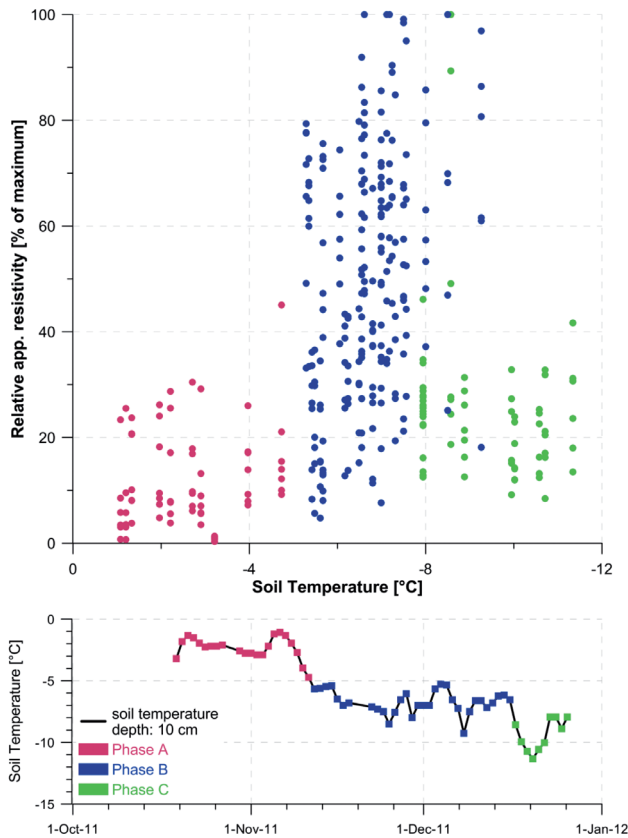 100
80
60
40
20
0
Relative app. resistivity [% of maximum]
0
-4
-8
-12
Soil Temperature [°C]
0
-5
-10
-15
Soil Temperature [°C]
soil temperature
depth: 10 cm
Phase A
Phase B
Phase C
1-Oct-11
1-Nov-11
1-Dec-11
1-Jan-12